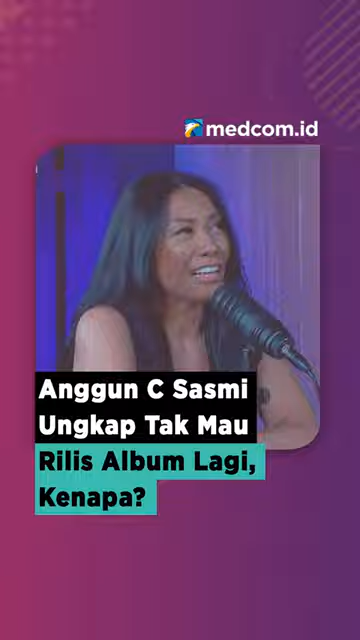 medcom.id
Anggun C Sasmi
Ungkap Tak Mau
Rilis Album Lagi,
Kenapa?